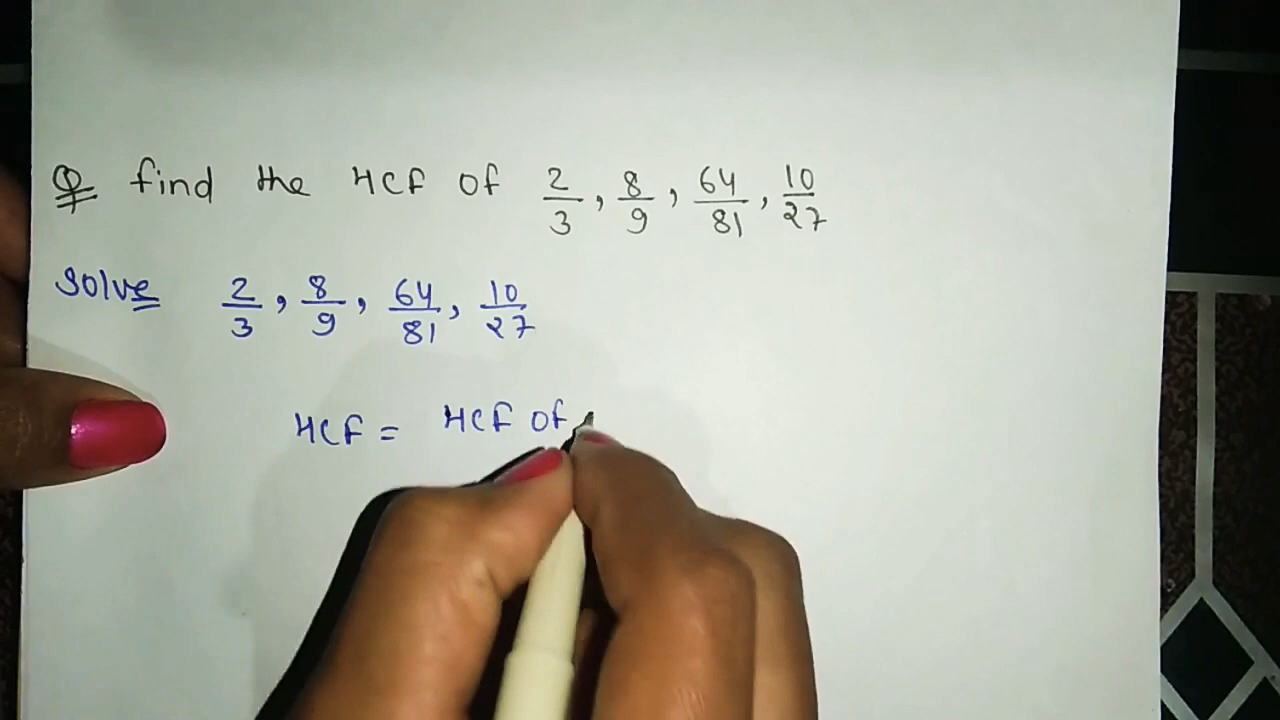 Q find the HCF of 2/3, 8/9, 64/81, 10/27
Solve 2/3, 8/9, 64/81, 10/27
HCF = HCF Of